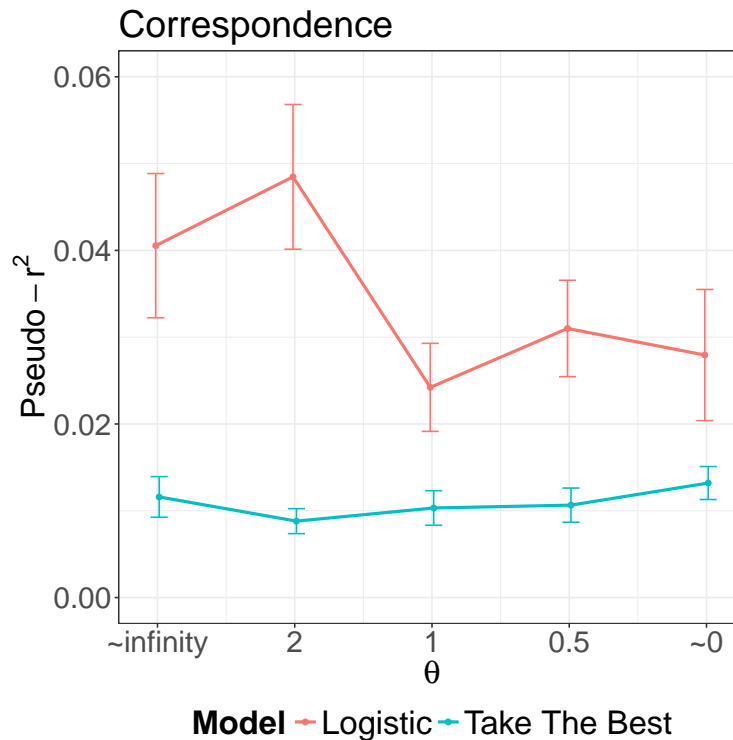 Correspondence
Pseudo − r²
0.06
0.04
0.02
0.00
~infinity 2 1 0.5 ~0
θ
Model Logistic Take The Best